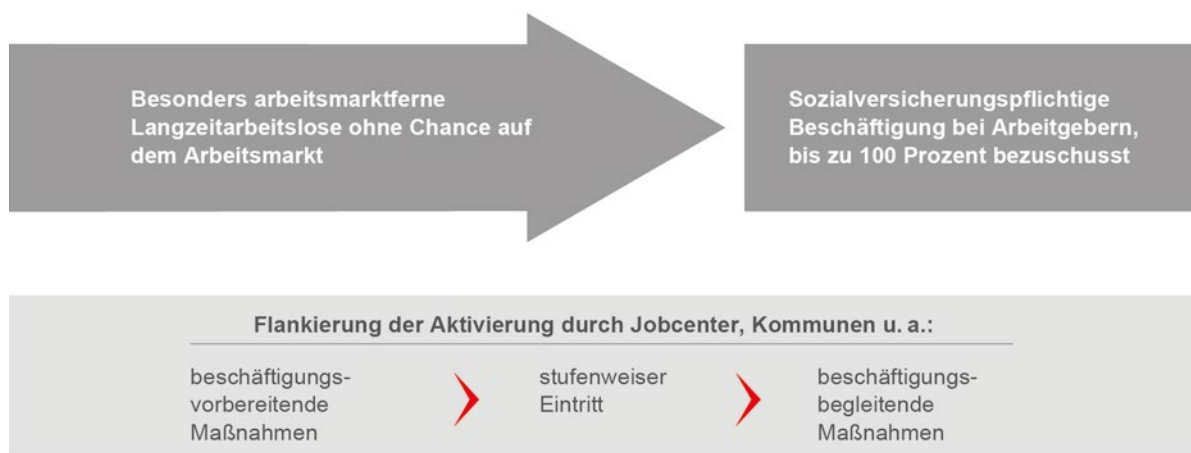 Besonders arbeitsmarktferne
Langzeitarbeitslose ohne Chance auf
dem Arbeitsmarkt
Sozialversicherungspflichtige
Beschäftigung bei Arbeitgebern,
bis zu 100 Prozent bezuschusst
Flankierung der Aktivierung durch Jobcenter, Kommunen u. a.:
beschäftigungs-
vorbereitende
Maßnahmen
stufenweiser
Eintritt
beschäftigungs-
begleitende
Maßnahmen